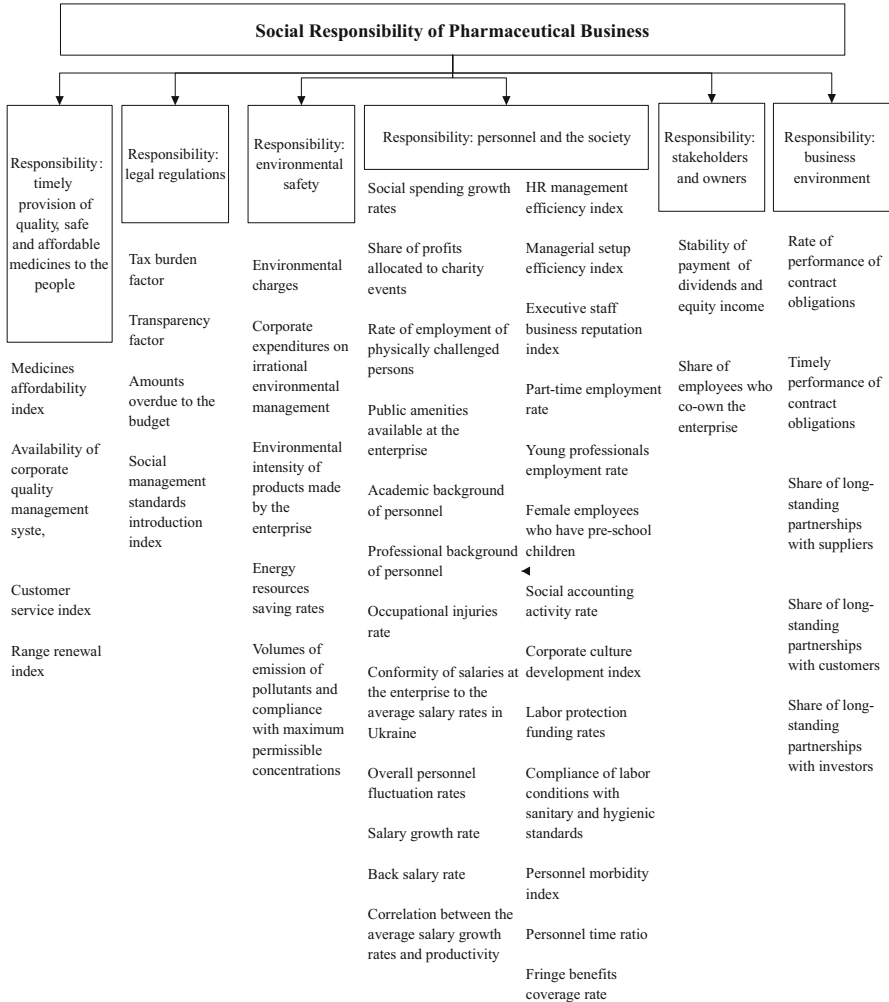 Social Responsibility of Pharmaceutical Business
Responsibility:
timely
provision of
quality, safe
and affordable
medicines to the
people
Medicines
affordability
index
Availability of
corporate
quality
management
syste,
Customer
service index
Range renewal
index
Responsibility:
legal regulations
Tax burden
factor
Transparency
factor
Amounts
overdue to the
budget
Social
management
standards
introduction
index
Responsibility:
environmental
safety
Environmental
charges
Corporate
expenditures on
irrational
environmental
management
Environmental
intensity of
products made
by the
enterprise
Energy
resources
saving rates
Volumes of
emission of
pollutants and
compliance
with maximum
permissible
concentrations
Responsibility: personnel and the society
Social spending growth
rates
Share of profits
allocated to charity
events
Rate of employment of
physically challenged
persons
Public amenities
available at the
enterprise
Academic background
of personnel
Professional background
of personnel
Occupational injuries
rate
Conformity of salaries at
the enterprise to the
average salary rates in
Ukraine
Overall personnel
fluctuation rates
Salary growth rate
Back salary rate
Correlation between the
average salary growth
rates and productivity
HR management
efficiency index
Managerial setup
efficiency index
Executive staff
business reputation
index
Part-time employment
rate
Young professionals
employment rate
Female employees
who have pre-school
children
Social accounting
activity rate
Corporate culture
development index
Labor protection
funding rates
Compliance of labor
conditions with
sanitary and hygienic
standards
Personnel morbidity
index
Personnel time ratio
Fringe benefits
coverage rate
Responsibility:
stakeholders
and owners
Stability of
payment of
dividends and
equity income
Share of
employees who
co-own the
enterprise
Responsibility:
business
environment
Rate of
performance of
contract
obligations
Timely
performance of
contract
obligations
Share of long-
standing
partnerships
with suppliers
Share of long-
standing
partnerships
with customers
Share of long-
standing
partnerships
with investors